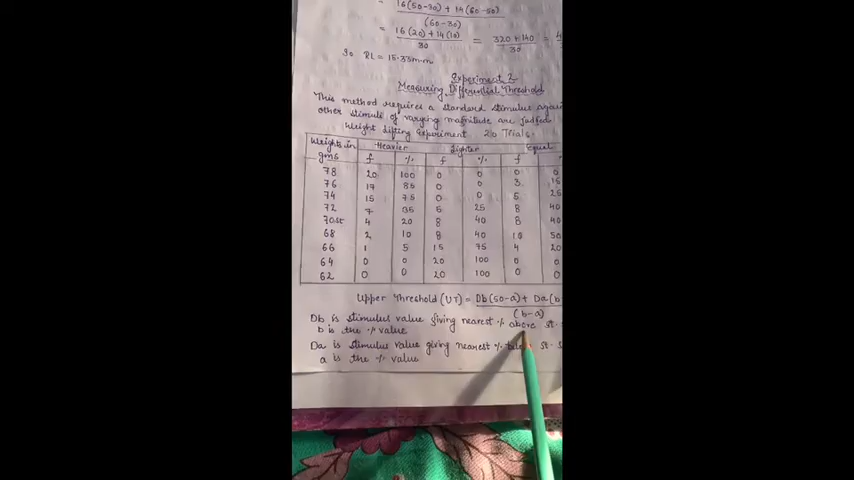 = 16(50-30) + 14(60-50)
(60-30)
= 16(20) + 14(10) = 320+140 =
30 30
So RL = 15.33m.m
Experiment 2
Measuring Differential Threshold
This method requires a standard stimulus again
other stimuli of varying magnitude are judged
Weight lifting experiment 20 Trials.
Weights in gms Heavier Lighter Equal
f % f % f %
78 20 100 0 0 0 0
76 17 85 0 0 3 15
74 15 75 0 0 5 25
72 7 35 5 25 8 40
70st 4 20 8 40 8 40
68 2 10 8 40 10 50
66 1 5 15 75 4 20
64 0 0 20 100 0 0
62 0 0 20 100 0 0
Upper Threshold (UT) = Db(50-a) + Da(b
(b-a)
Db is stimulus value giving nearest % above st.
b is the % value
Da is stimulus value giving nearest % st.
a is the % value